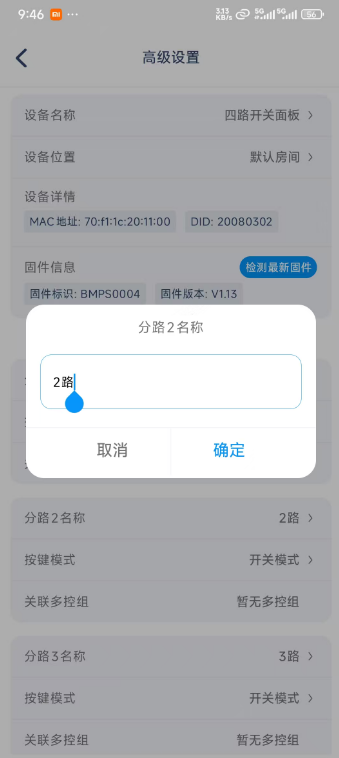 9:46 ··· 3.13 KB/s 5G 5G 56
高级设置
设备名称 四路开关面板
设备位置 默认房间
设备详情
MAC地址: 70:f1:1c:20:11:00 DID: 20080302
固件信息 检测最新固件
固件标识: BMPS0004 固件版本: V1.13
分路2名称
2路
取消 确定
分路2名称 2路
按键模式 开关模式
关联多控组 暂无多控组
分路3名称 3路
按键模式 开关模式
关联多控组 暂无多控组